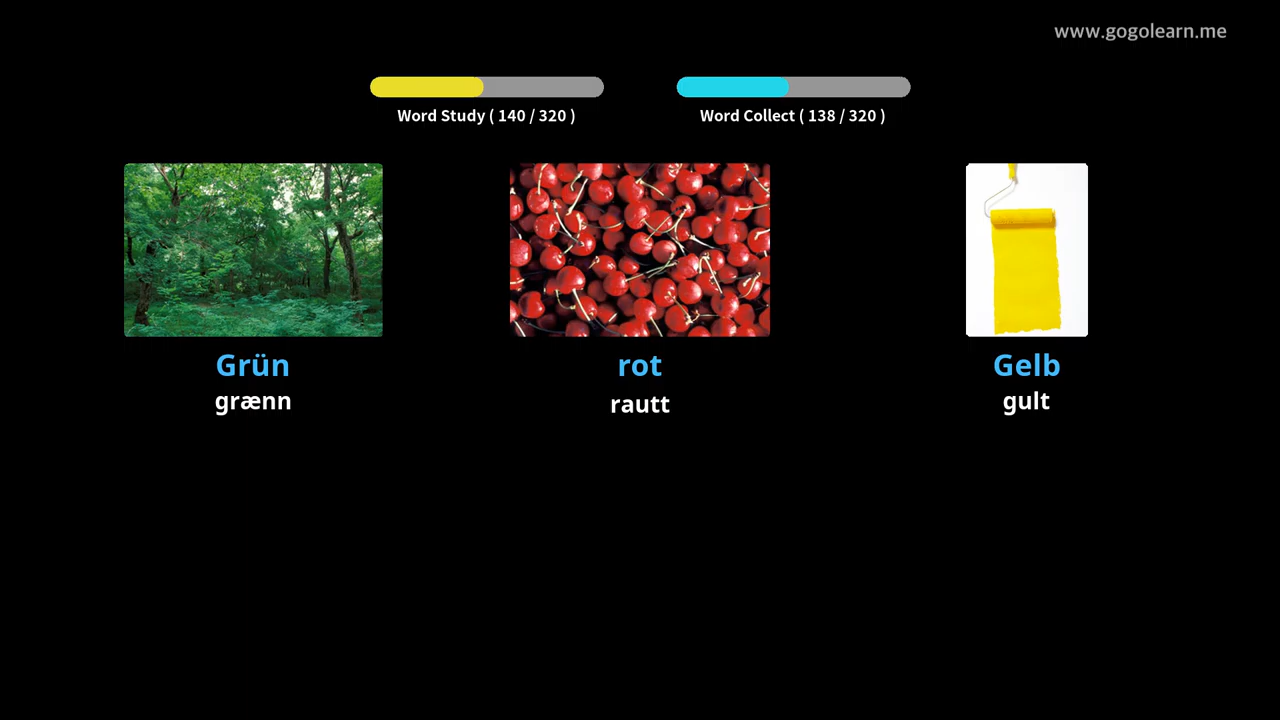 www.gogolearn.me
Word Study ( 140 / 320 )
Word Collect ( 138 / 320 )
Grün
rot
Gelb
grænn
rautt
gult